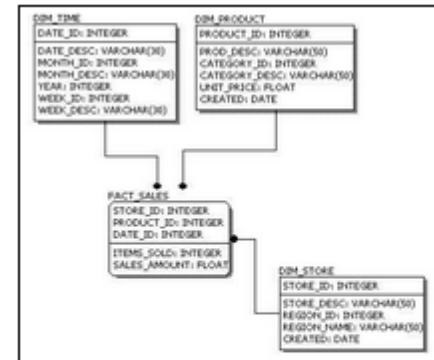 DIM_TIME
DATE_ID: INTEGER
DATE_DESC: VARCHAR(30)
MONTH_ID: INTEGER
MONTH_DESC: VARCHAR(30)
YEAR: INTEGER
WEEK_ID: INTEGER
WEEK_DESC: VARCHAR(30)
DIM_PRODUCT
PRODUCT_ID: INTEGER
PROD_DESC: VARCHAR(50)
CATEGORY_ID: INTEGER
CATEGORY_DESC: VARCHAR(50)
UNIT_PRICE: FLOAT
CREATED: DATE
FACT_SALES
STORE_ID: INTEGER
PRODUCT_ID: INTEGER
DATE_ID: INTEGER
ITEMS_SOLD: INTEGER
SALES_AMOUNT: FLOAT
DIM_STORE
STORE_ID: INTEGER
STORE_DESC: VARCHAR(50)
REGION_ID: INTEGER
REGION_NAME: VARCHAR(50)
CREATED: DATE